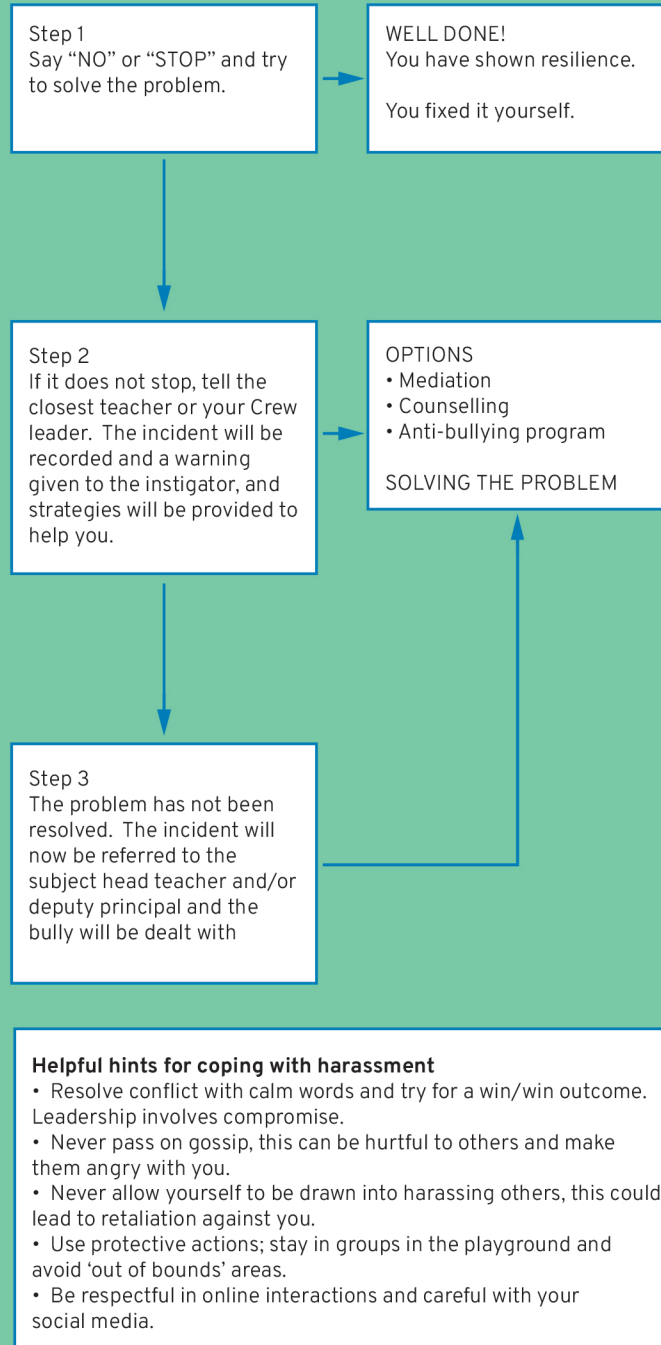 Step 1
Say “NO” or “STOP” and try
to solve the problem.
WELL DONE!
You have shown resilience.
You fixed it yourself.
Step 2
If it does not stop, tell the
closest teacher or your Crew
leader.  The incident will be
recorded and a warning
given to the instigator, and
strategies will be provided to
help you.
OPTIONS
• Mediation
• Counselling
• Anti-bullying program
SOLVING THE PROBLEM
Step 3
The problem has not been
resolved.  The incident will
now be referred to the
subject head teacher and/or
deputy principal and the
bully will be dealt with
Helpful hints for coping with harassment
•  Resolve conflict with calm words and try for a win/win outcome.
Leadership involves compromise.
•  Never pass on gossip, this can be hurtful to others and make
them angry with you.
•  Never allow yourself to be drawn into harassing others, this could
lead to retaliation against you.
•  Use protective actions; stay in groups in the playground and
avoid ‘out of bounds’ areas.
•  Be respectful in online interactions and careful with your
social media.